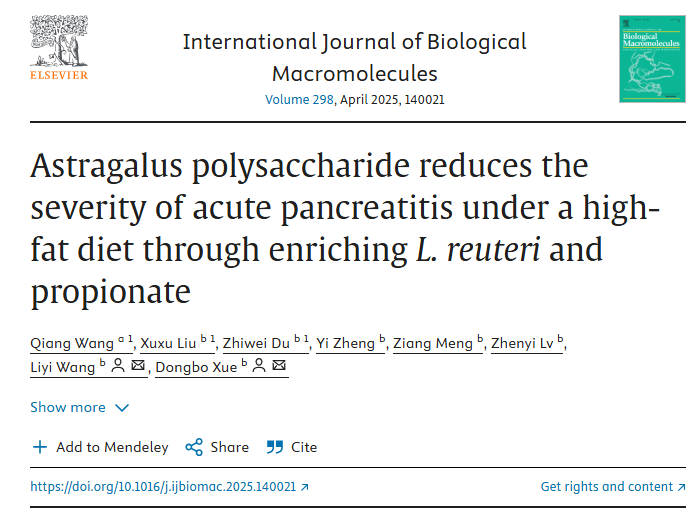 ELSEVIER
International Journal of Biological
Macromolecules
Volume 298, April 2025, 140021
Biological
Macromolecules
Astragalus polysaccharide reduces the
severity of acute pancreatitis under a high-
fat diet through enriching L. reuteri and
propionate
Qiang Wang a 1, Xuxu Liu b 1, Zhiwei Du b 1, Yi Zheng b, Ziang Meng b, Zhenyi Lv b,
Liyi Wang b, Dongbo Xue b
Show more
Add to Mendeley Share Cite
https://doi.org/10.1016/j.ijbiomac.2025.140021
Get rights and content